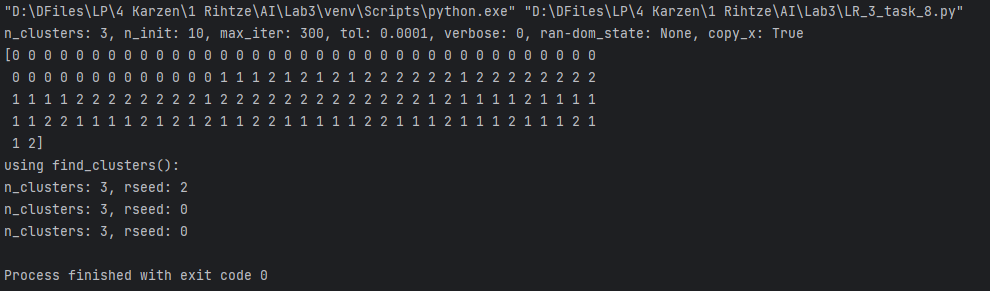 "D:\DFiles\LP\4 Karzen\1 Rihtze\AI\Lab3\venv\Scripts\python.exe" "D:\DFiles\LP\4 Karzen\1 Rihtze\AI\Lab3\LR_3_task_8.py"
n_clusters: 3, n_init: 10, max_iter: 300, tol: 0.0001, verbose: 0, ran-dom_state: None, copy_x: True
[0 0 0 0 0 0 0 0 0 0 0 0 0 0 0 0 0 0 0 0 0 0 0 0 0 0 0 0 0 0 0 0 0 0 0 0 0
 0 0 0 0 0 0 0 0 0 0 0 0 0 1 1 1 2 1 2 1 2 1 2 2 2 2 2 2 1 2 2 2 2 2 2 2 2
 1 1 1 1 2 2 2 2 2 2 2 2 1 2 2 2 2 2 2 2 2 2 2 2 2 2 1 2 1 1 1 1 2 1 1 1 1
 1 1 2 2 1 1 1 1 2 1 2 1 2 1 1 2 2 1 1 1 1 1 2 2 1 1 1 2 1 1 1 2 1 1 1 2 1
 1 2]
using find_clusters():
n_clusters: 3, rseed: 2
n_clusters: 3, rseed: 0
n_clusters: 3, rseed: 0
Process finished with exit code 0